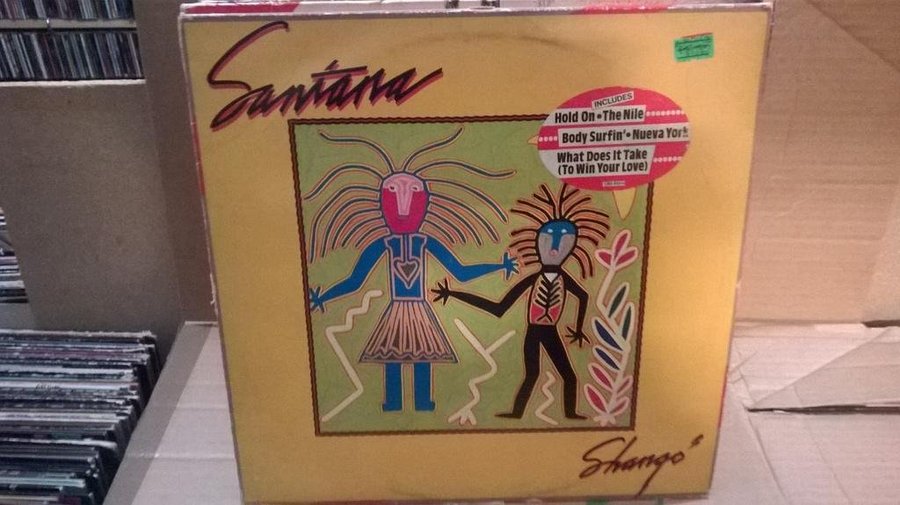 Santana
INCLUDES
Hold On • The Nile
Body Surfin' • Nueva York
What Does It Take
(To Win Your Love)
Shangó